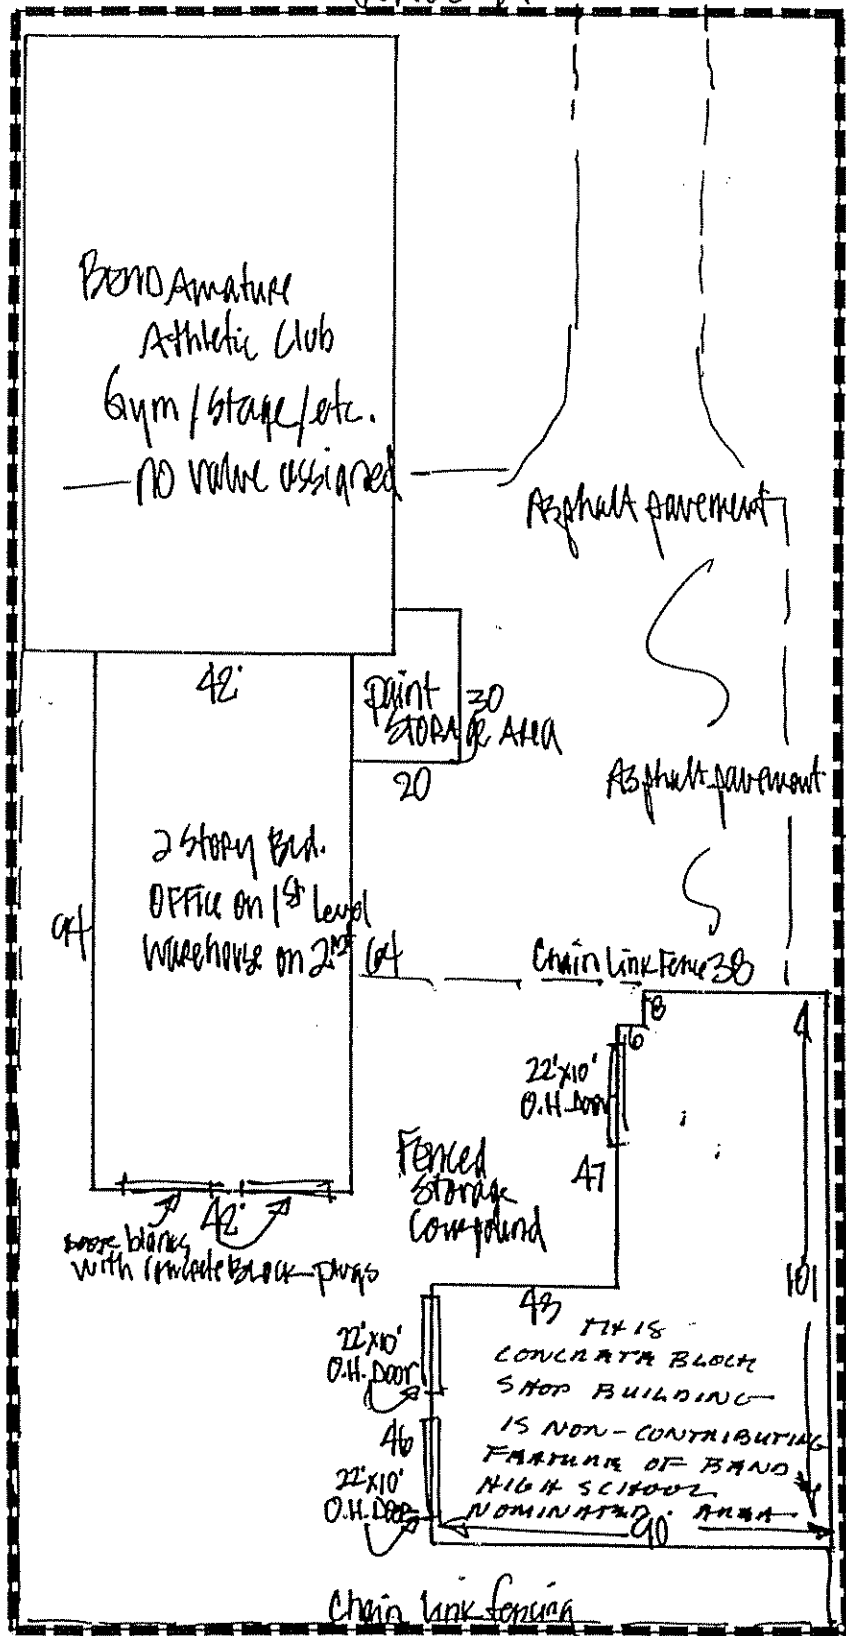 Bend Amature
Athletic Club
Gym / Stage / etc.
— no value assigned
Asphalt pavement
42'
paint
STORAGE AREA
30
20
Asphalt pavement
2 Story Bld.
OFFICE on 1st Level
Warehouse on 2nd
94
64
Chain Link Fence
38
8
6
22'x10'
O.H. Door
47
Fenced
Storage
Compound
42'
blanks
with Concrete Block plugs
101
43
22'x10'
O.H. Door
46
22'x10'
O.H. Door
THIS
CONCRETE BLOCK
SHOP BUILDING
IS NON-CONTRIBUTING
FEATURE OF BEND
HIGH SCHOOL
NOMINATED AREA
90
Chain link fencing